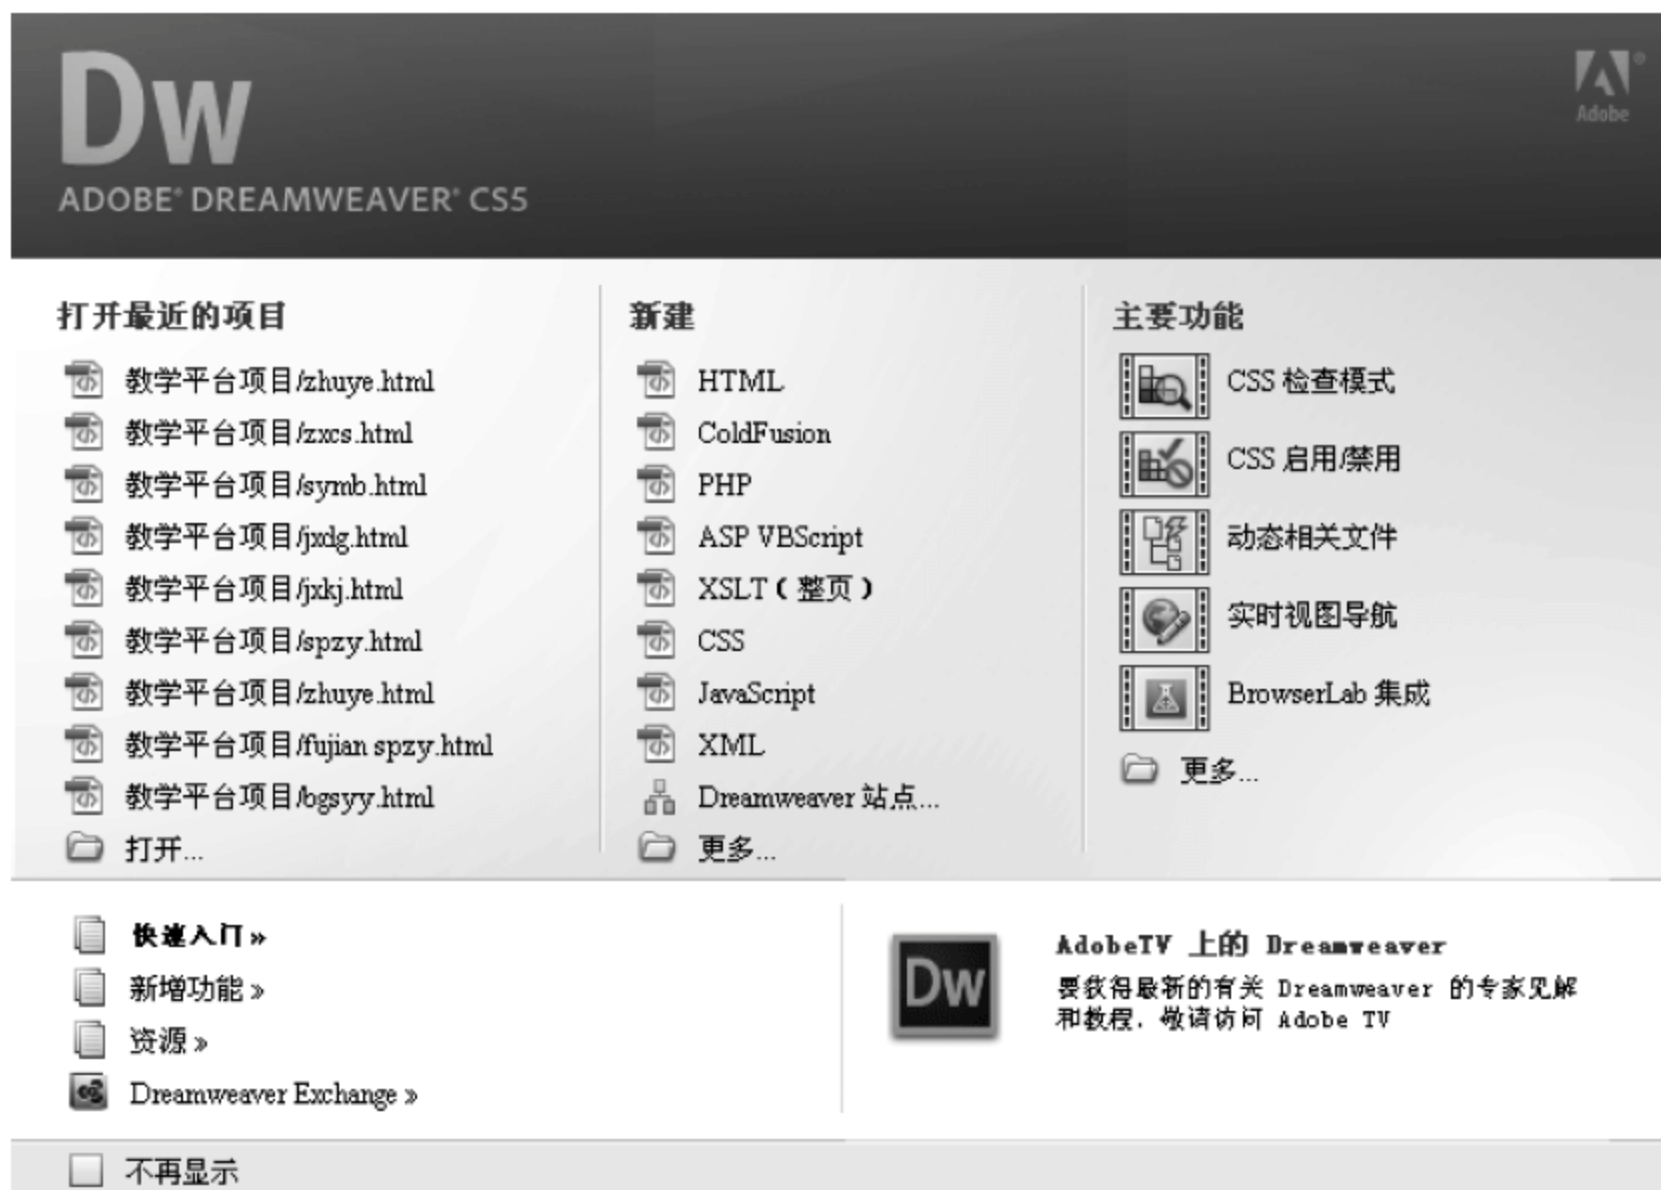 Dw
ADOBE® DREAMWEAVER® CS5
Adobe®
打开最近的项目
教学平台项目/zhuye.html
教学平台项目/zxcs.html
教学平台项目/symb.html
教学平台项目/jxdg.html
教学平台项目/jxkj.html
教学平台项目/spzy.html
教学平台项目/zhuye.html
教学平台项目/fujian spzy.html
教学平台项目/bgsyy.html
打开...
新建
HTML
ColdFusion
PHP
ASP VBScript
XSLT（整页）
CSS
JavaScript
XML
Dreamweaver 站点...
更多...
主要功能
CSS 检查模式
CSS 启用/禁用
动态相关文件
实时视图导航
BrowserLab 集成
更多...
快速入门 »
新增功能 »
资源 »
Dreamweaver Exchange »
Dw
AdobeTV 上的 Dreamweaver
要获得最新的有关 Dreamweaver 的专家见解
和教程，敬请访问 Adobe TV
不再显示